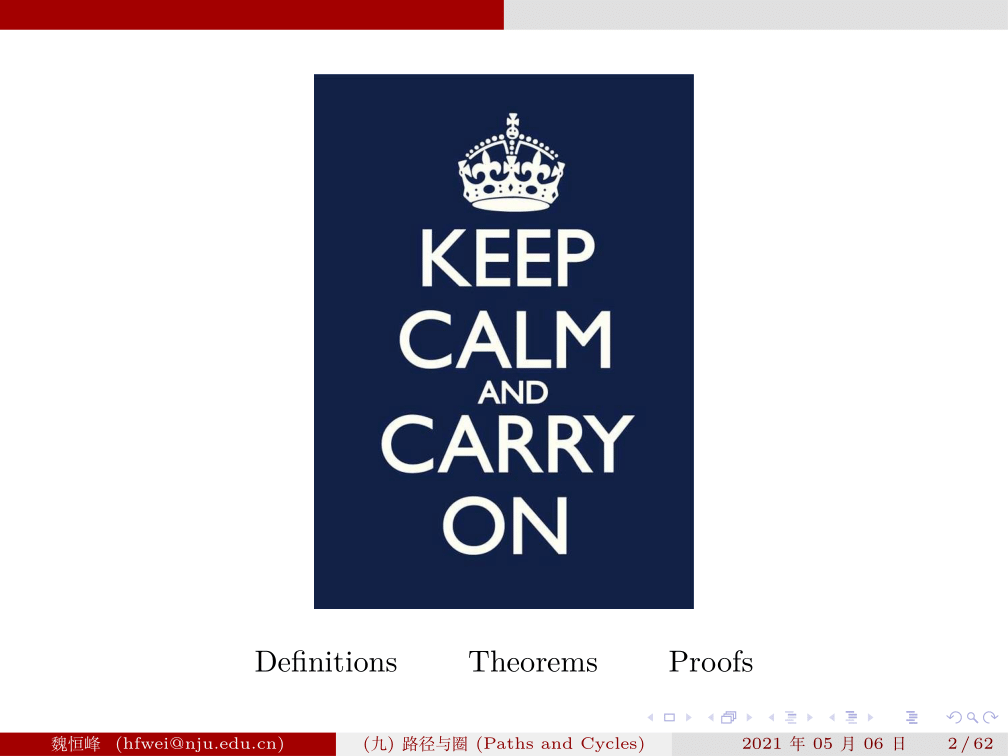 KEEP
CALM
AND
CARRY
ON
Definitions Theorems Proofs
魏恒峰 (hfwei@nju.edu.cn) (九) 路径与圈 (Paths and Cycles) 2021 年 05 月 06 日 2 / 62